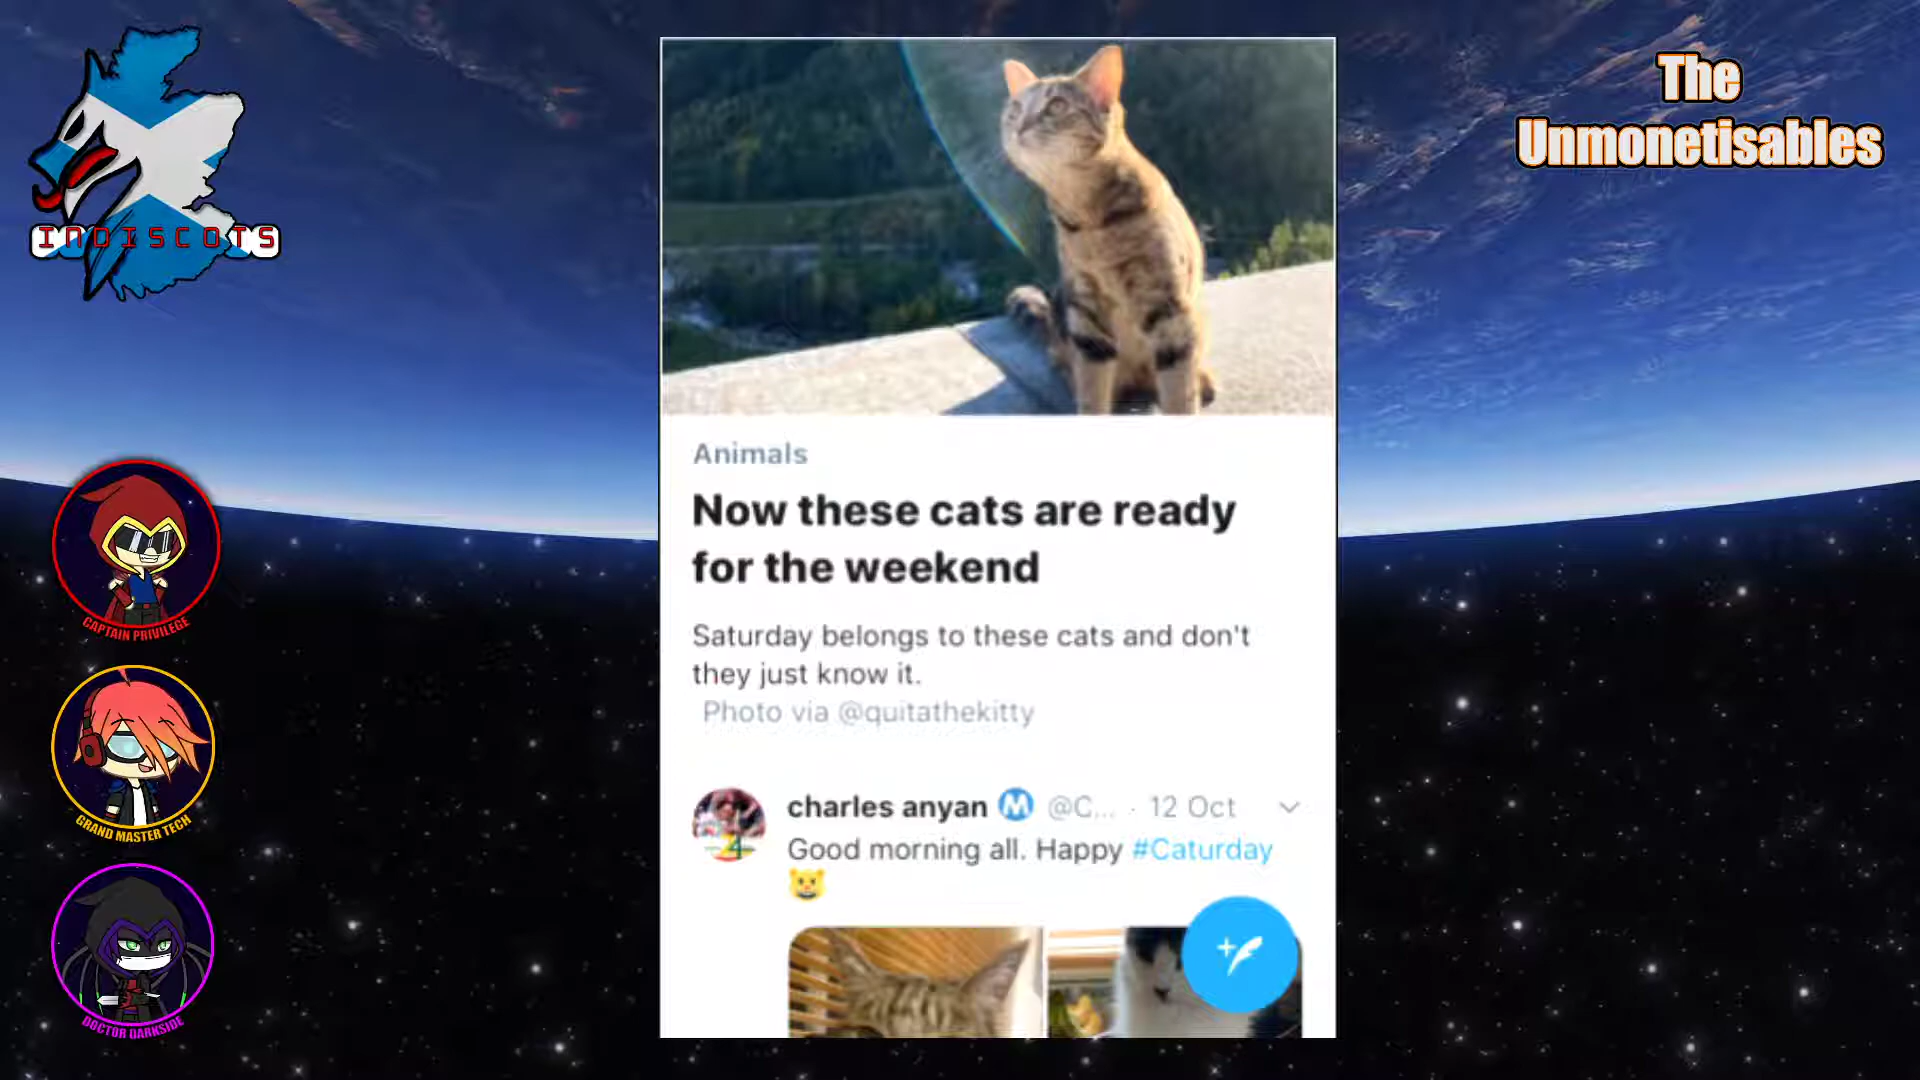 INDISCOTS
The
Unmonetisables
CAPTAIN PRIVILEGE
GRAND MASTER TECH
DOCTOR DARKSIDE
Animals
Now these cats are ready
for the weekend
Saturday belongs to these cats and don't
they just know it.
Photo via @quitathekitty
charles anyan M @C... · 12 Oct
Good morning all. Happy #Caturday
😺